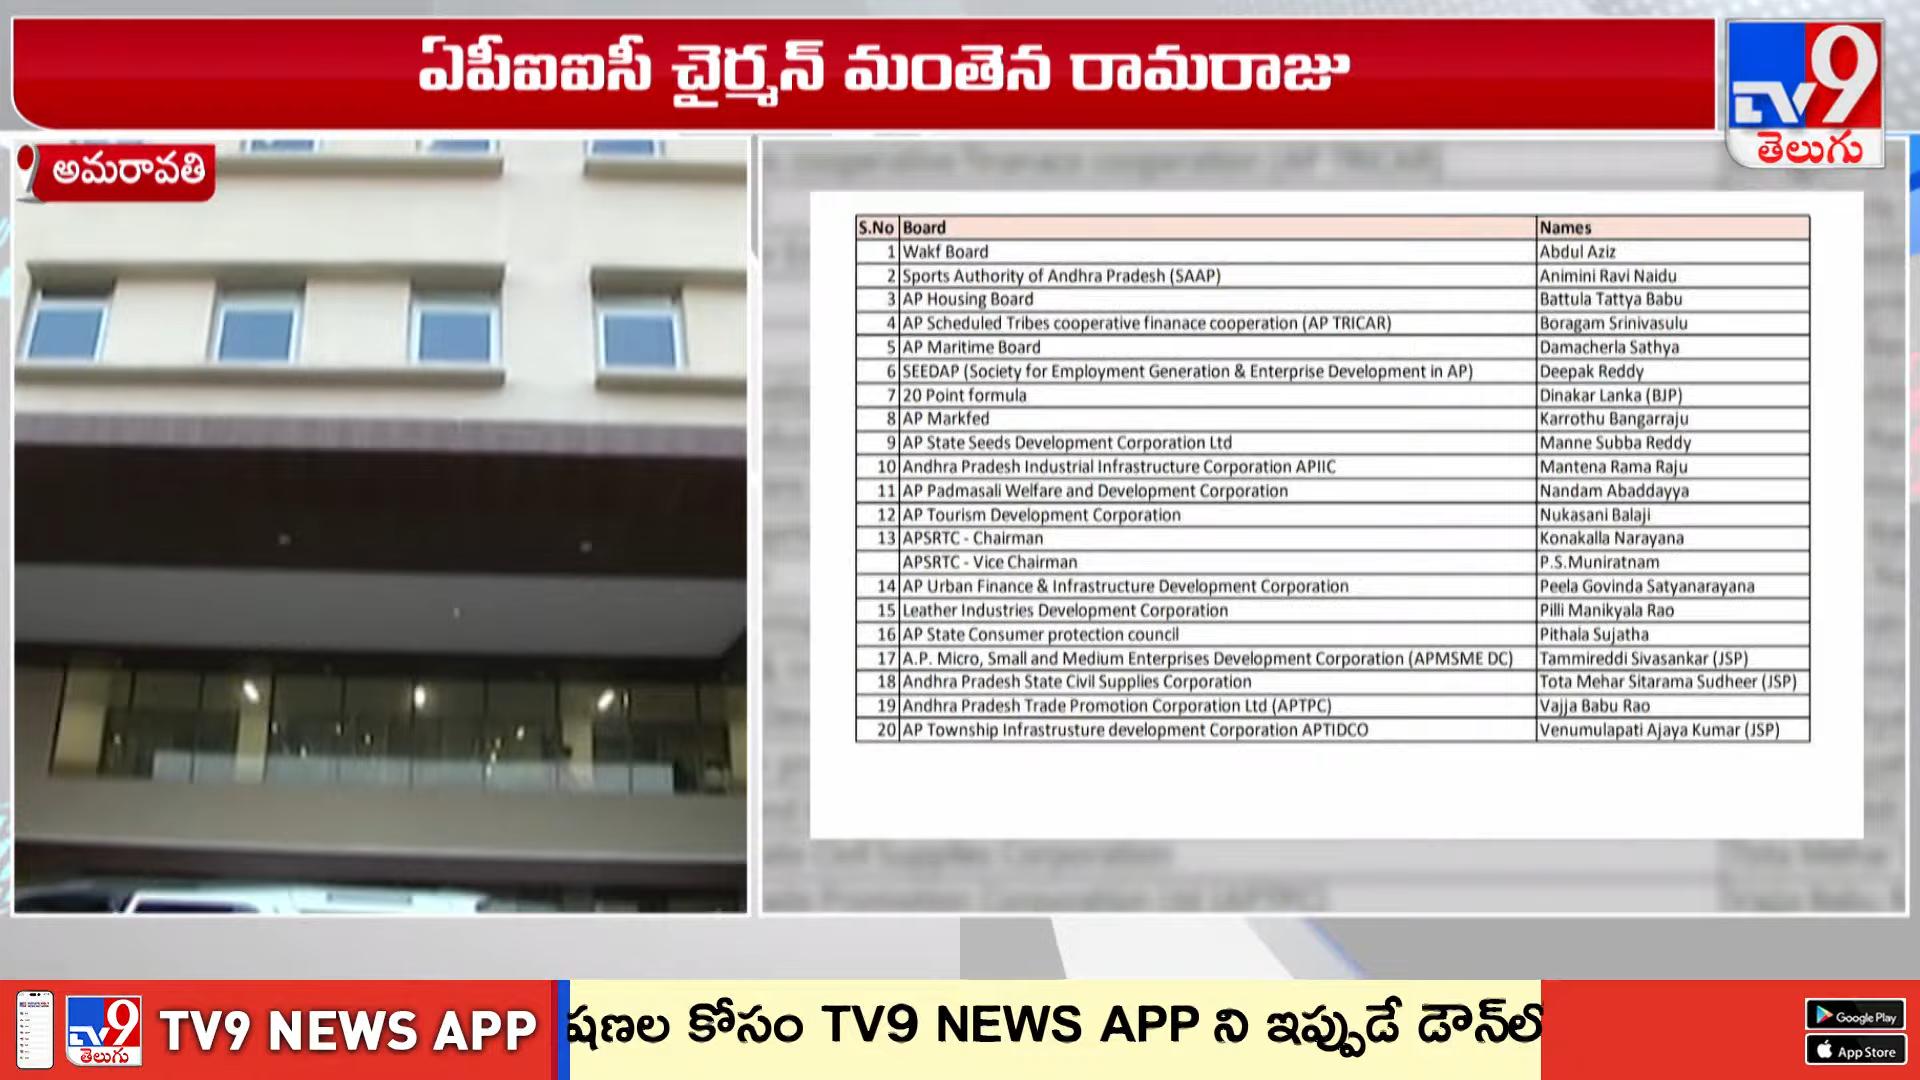 ఏపీఐఐసీ చైర్మన్ మంతెన రామరాజు
TV9
తెలుగు
9 అమరావతి
S.No Board Names
1 Wakf Board Abdul Aziz
2 Sports Authority of Andhra Pradesh (SAAP) Animini Ravi Naidu
3 AP Housing Board Battula Tattya Babu
4 AP Scheduled Tribes cooperative finanace cooperation (AP TRICAR) Boragam Srinivasulu
5 AP Maritime Board Damacherla Sathya
6 SEEDAP (Society for Employment Generation & Enterprise Development in AP) Deepak Reddy
7 20 Point formula Dinakar Lanka (BJP)
8 AP Markfed Karrothu Bangarraju
9 AP State Seeds Development Corporation Ltd Manne Subba Reddy
10 Andhra Pradesh Industrial Infrastructure Corporation APIIC Mantena Rama Raju
11 AP Padmasali Welfare and Development Corporation Nandam Abaddayya
12 AP Tourism Development Corporation Nukasani Balaji
13 APSRTC - Chairman Konakalla Narayana
APSRTC - Vice Chairman P.S.Muniratnam
14 AP Urban Finance & Infrastructure Development Corporation Peela Govinda Satyanarayana
15 Leather Industries Development Corporation Pilli Manikyala Rao
16 AP State Consumer protection council Pithala Sujatha
17 A.P. Micro, Small and Medium Enterprises Development Corporation (APMSME DC) Tammireddi Sivasankar (JSP)
18 Andhra Pradesh State Civil Supplies Corporation Tota Mehar Sitarama Sudheer (JSP)
19 Andhra Pradesh Trade Promotion Corporation Ltd (APTPC) Vajja Babu Rao
20 AP Township Infrastrusture development Corporation APTIDCO Venumulapati Ajaya Kumar (JSP)
TV9
తెలుగు
TV9 NEWS APP
షణల కోసం TV9 NEWS APP ని ఇప్పుడే డౌన్‌లో
Google Play
App Store